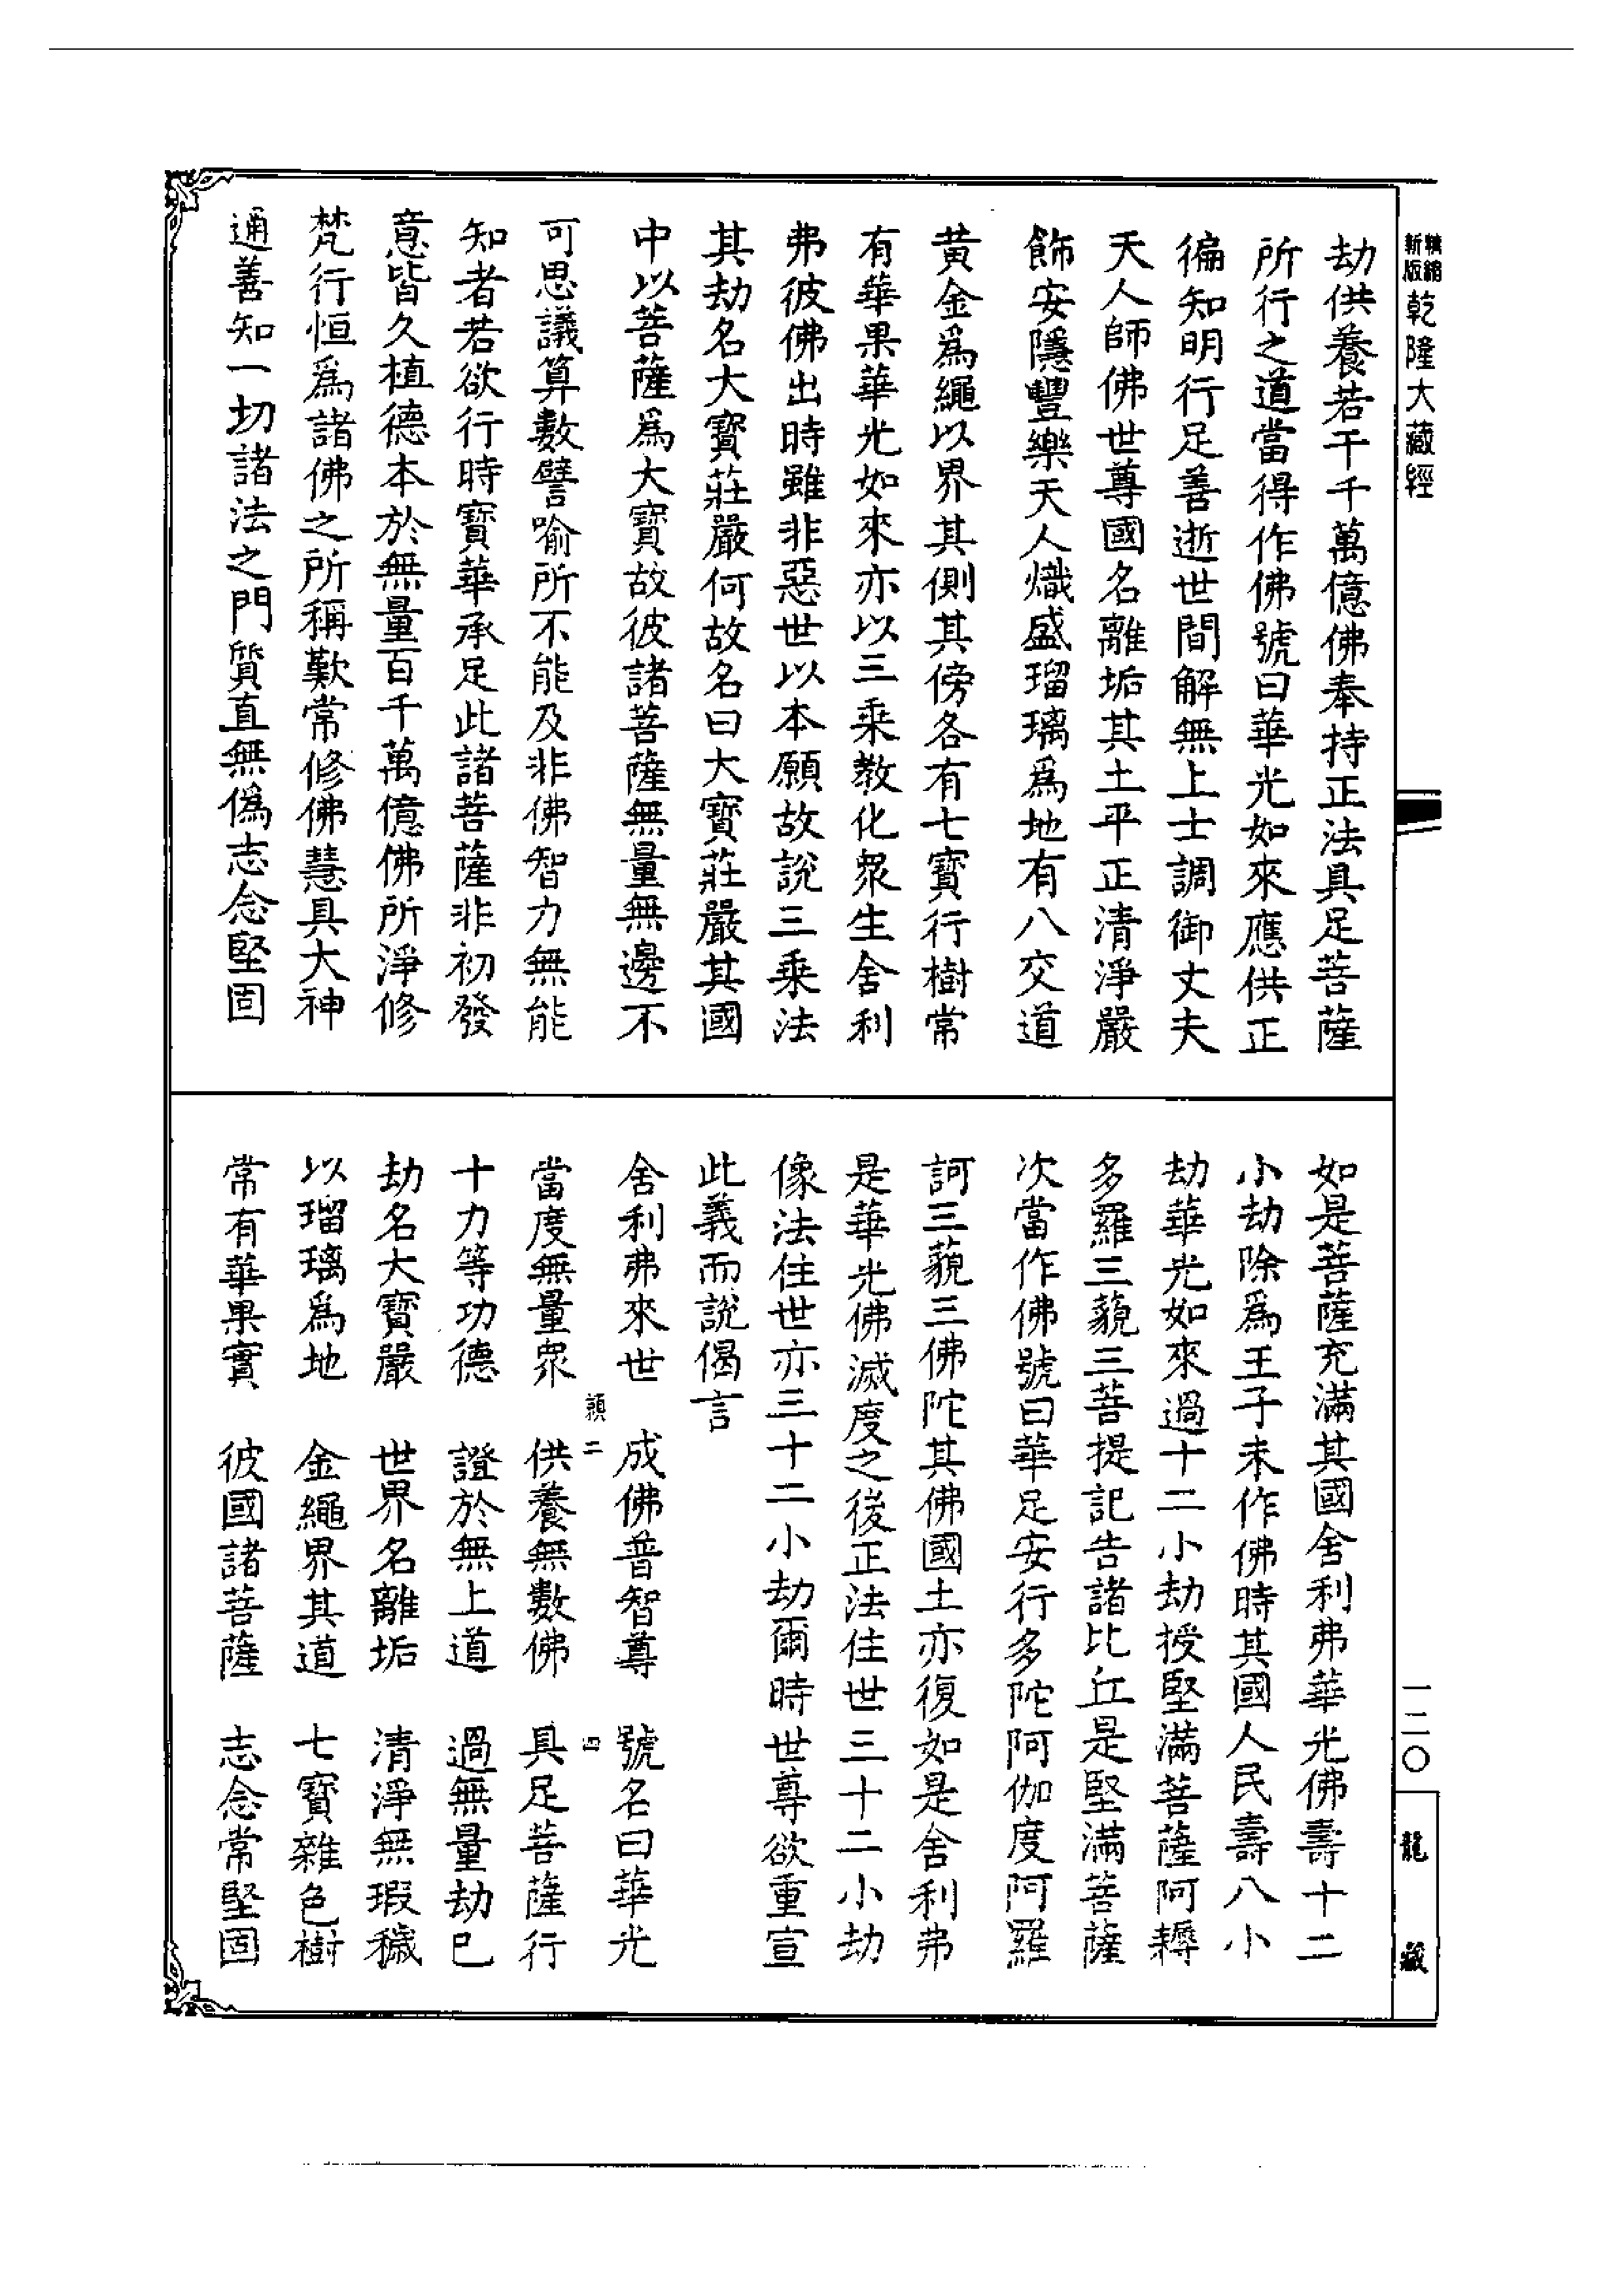 新版 精縮 乾隆大藏經
劫供養若干千萬億佛奉持正法具足菩薩
所行之道當得作佛號曰華光如來應供正
徧知明行足善逝世間解無上士調御丈夫
天人師佛世尊國名離垢其土平正清淨嚴
飾安隱豐樂天人熾盛瑠璃爲地有八交道
黃金爲繩以界其側其傍各有七寶行樹常
有華果華光如來亦以三乘教化衆生舍利
弗彼佛出時雖非惡世以本願故說三乘法
其劫名大寶莊嚴何故名曰大寶莊嚴其國
中以菩薩爲大寶故彼諸菩薩無量無邊不
可思議算數譬喻所不能及非佛智力無能
知者若欲行時寶華承足此諸菩薩非初發
意皆久植德本於無量百千萬億佛所淨修
梵行恒爲諸佛之所稱歎常修佛慧具大神
通善知一切諸法之門質直無僞志念堅固
如是菩薩充滿其國舍利弗華光佛壽十二
小劫除爲王子未作佛時其國人民壽八小
劫華光如來過十二小劫授堅滿菩薩阿耨
多羅三藐三菩提記告諸比丘是堅滿菩薩
次當作佛號曰華足安行多陀阿伽度阿羅
訶三藐三佛陀其佛國土亦復如是舍利弗
是華光佛滅度之後正法住世三十二小劫
像法住世亦三十二小劫爾時世尊欲重宣
此義而說偈言
舍利弗來世 成佛普智尊 號名曰華光
二 四
當度無量衆 供養無數佛 具足菩薩行
十力等功德 證於無上道 過無量劫已
劫名大寶嚴 世界名離垢 清淨無瑕穢
以瑠璃爲地 金繩界其道 七寶雜色樹
常有華果實 彼國諸菩薩 志念常堅固
一二〇
龍藏